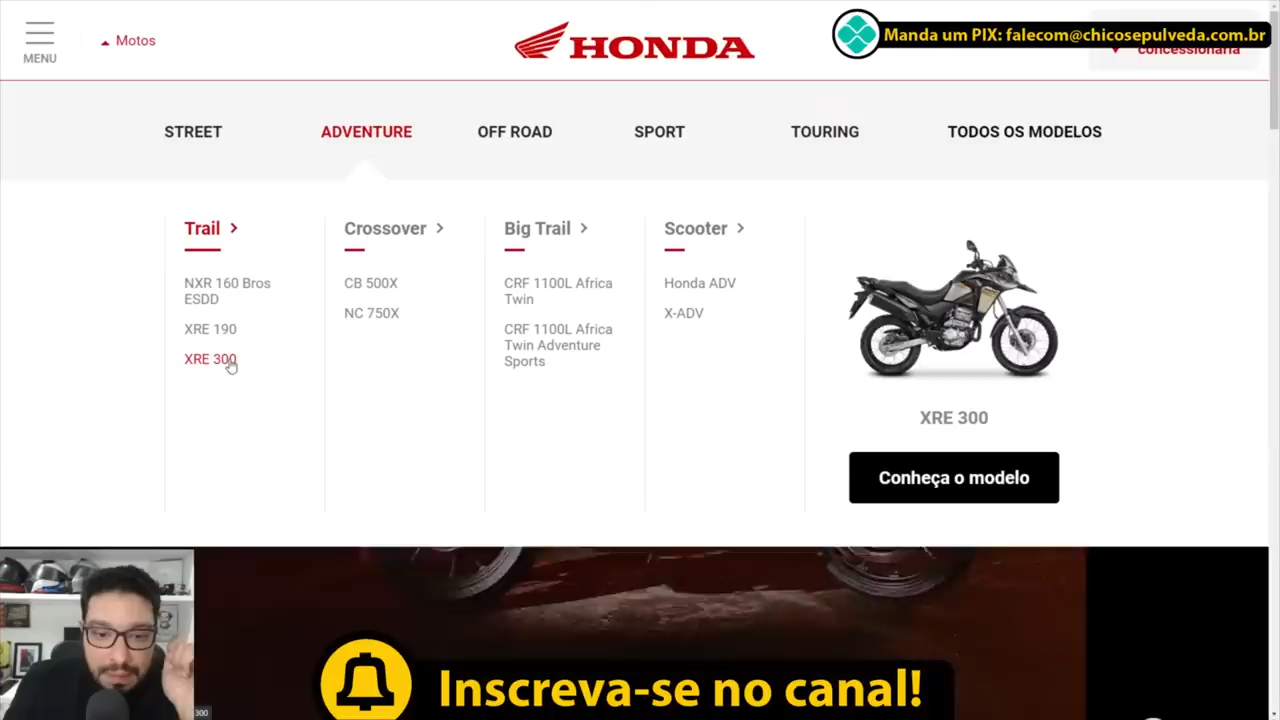 MENU
Motos
HONDA
Manda um PIX: falecom@chicosepulveda.com.br
concessionária
STREET
ADVENTURE
OFF ROAD
SPORT
TOURING
TODOS OS MODELOS
Trail
NXR 160 Bros
ESDD
XRE 190
XRE 300
Crossover
CB 500X
NC 750X
Big Trail
CRF 1100L Africa
Twin
CRF 1100L Africa
Twin Adventure
Sports
Scooter
Honda ADV
X-ADV
XRE 300
Conheça o modelo
300
Inscreva-se no canal!